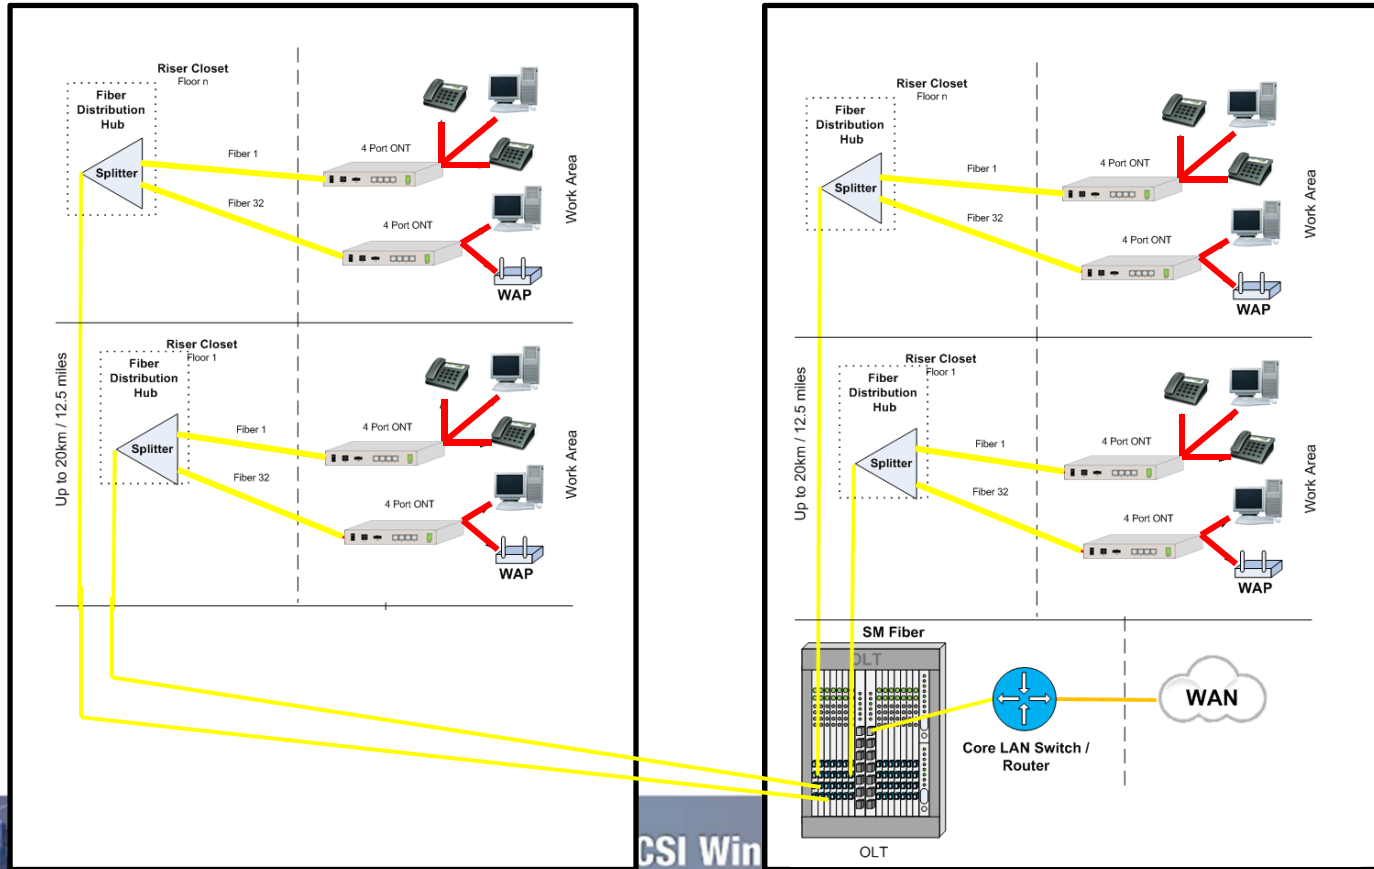 Riser Closet
Floor n
Fiber
Distribution
Hub
Splitter
Fiber 1
Fiber 32
4 Port ONT
4 Port ONT
WAP
Work Area
Up to 20km / 12.5 miles
Riser Closet
Floor 1
Fiber
Distribution
Hub
Splitter
Fiber 1
Fiber 32
4 Port ONT
4 Port ONT
WAP
Work Area
Riser Closet
Floor n
Fiber
Distribution
Hub
Splitter
Fiber 1
Fiber 32
4 Port ONT
4 Port ONT
WAP
Work Area
Up to 20km / 12.5 miles
Riser Closet
Floor 1
Fiber
Distribution
Hub
Splitter
Fiber 1
Fiber 32
4 Port ONT
4 Port ONT
WAP
Work Area
SM Fiber
OLT
Core LAN Switch /
Router
WAN
OLT
CSI Win